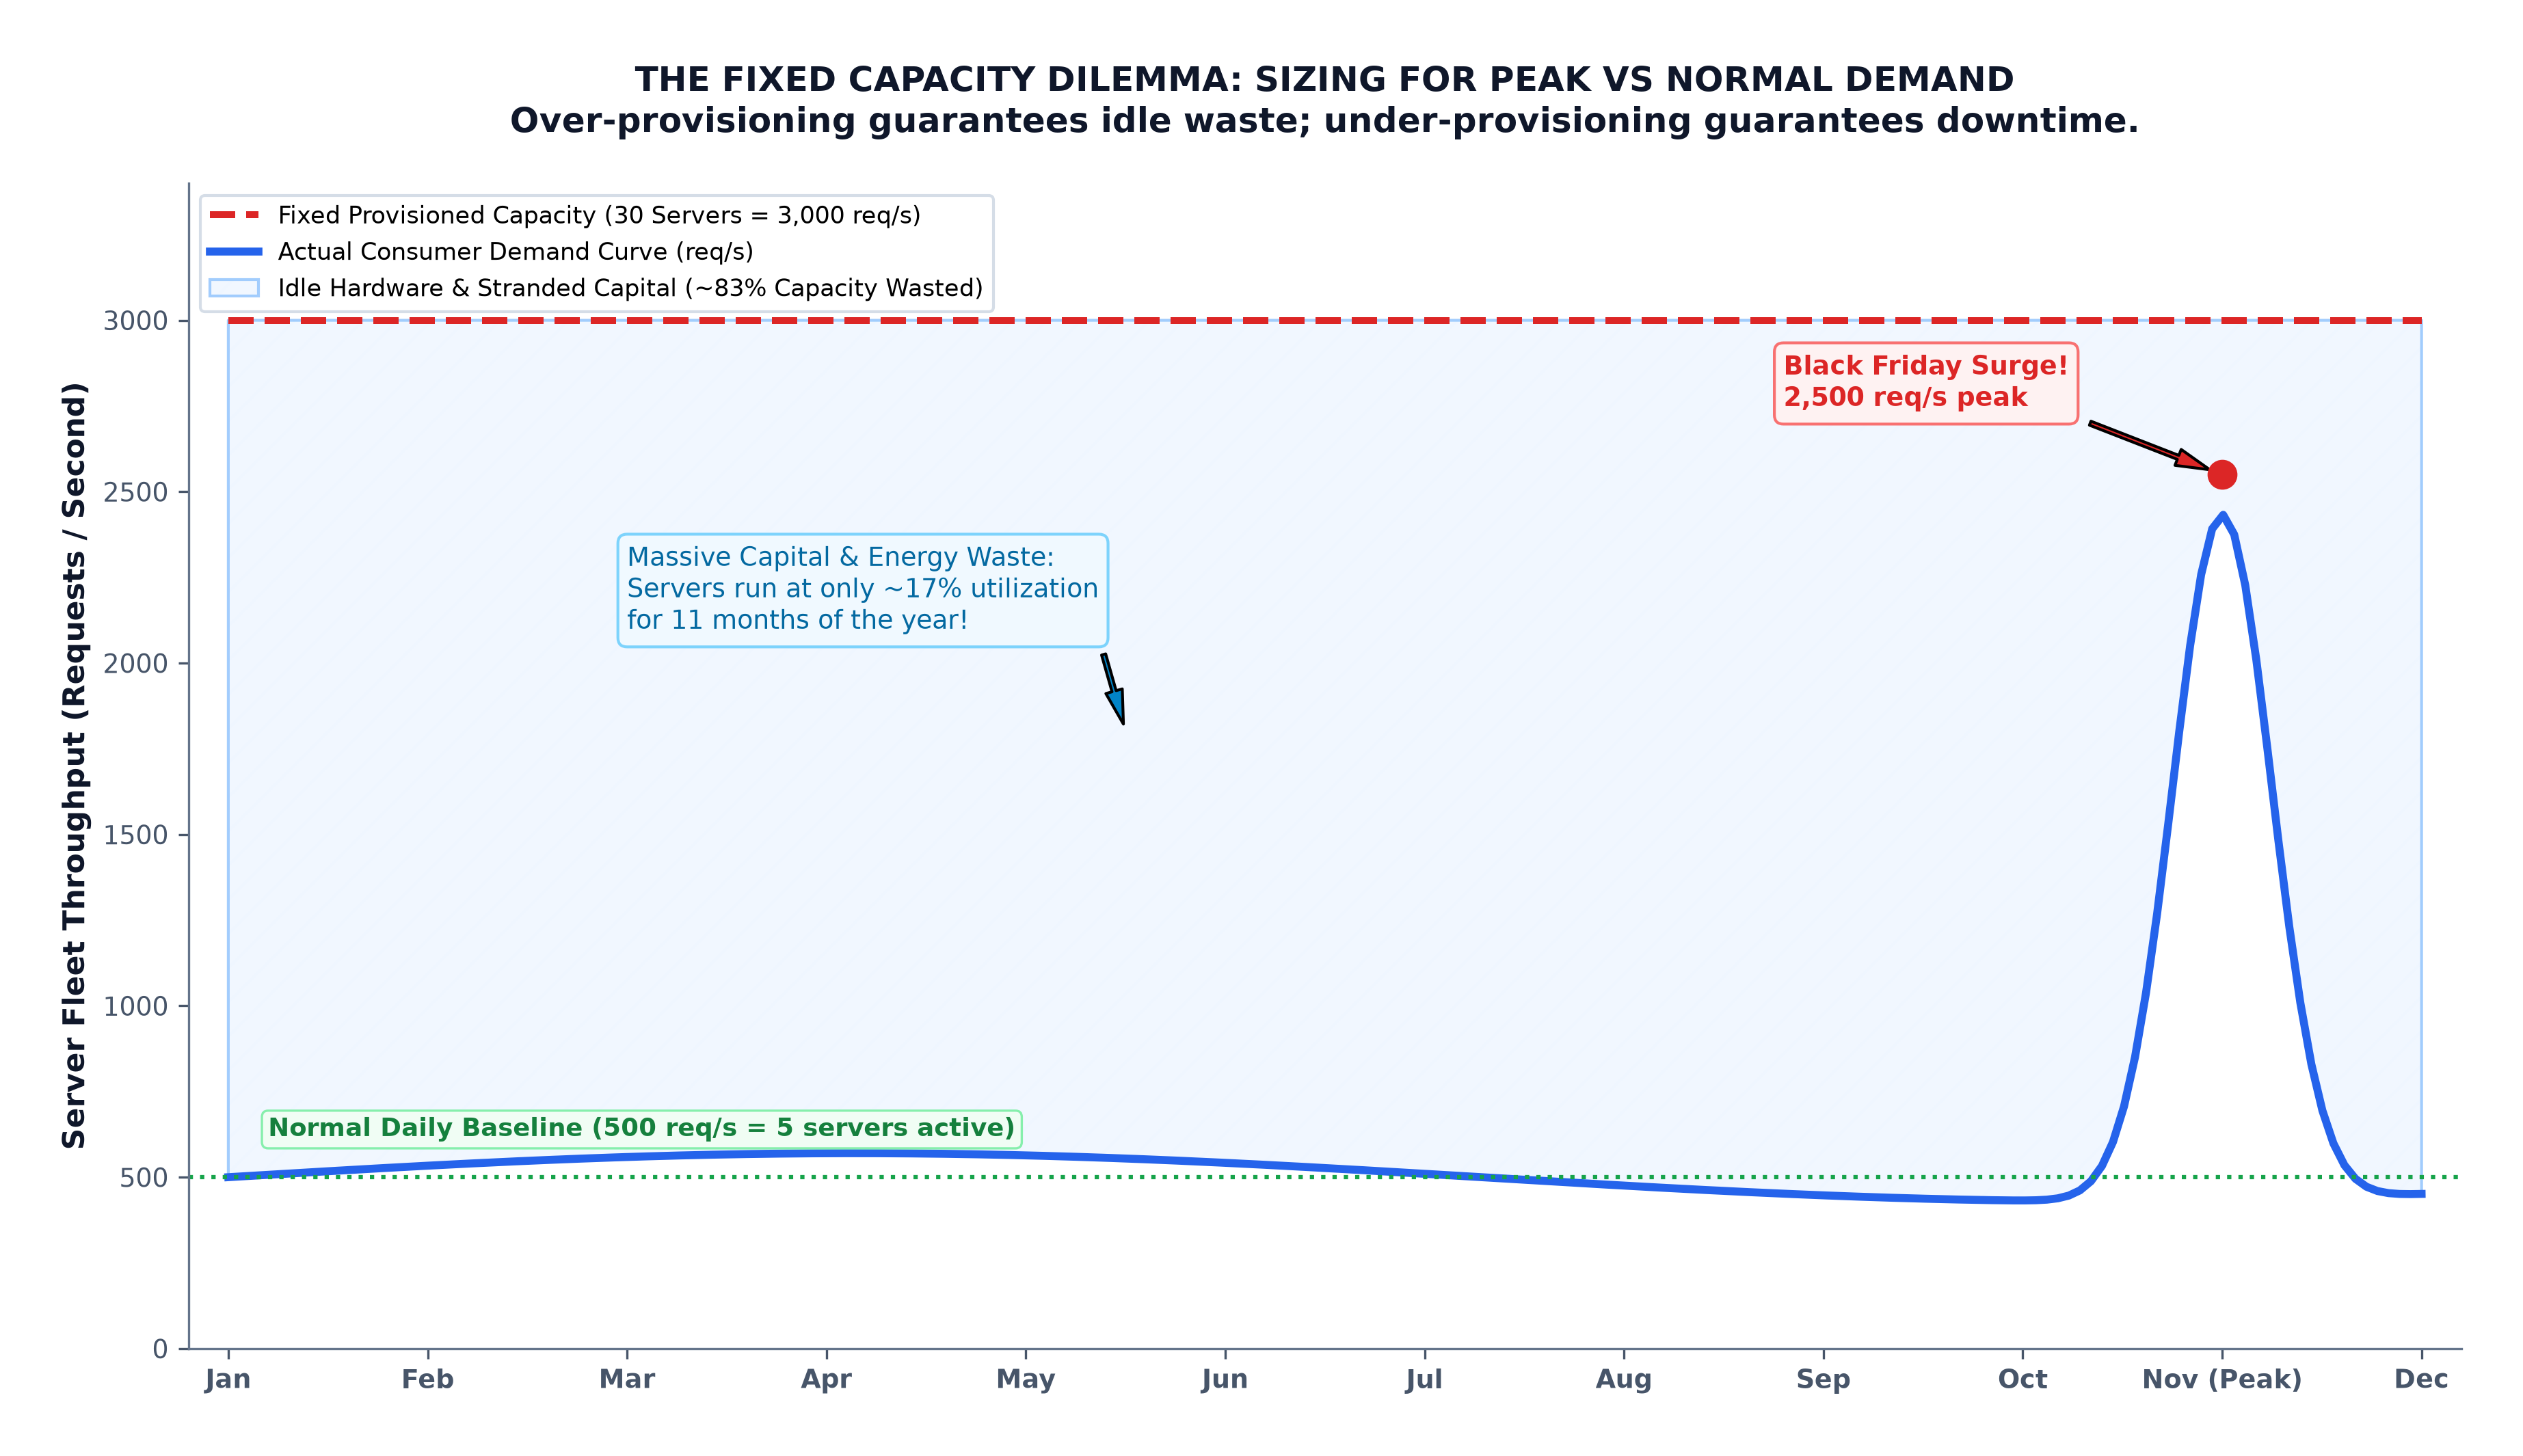 THE FIXED CAPACITY DILEMMA: SIZING FOR PEAK VS NORMAL DEMAND
Over-provisioning guarantees idle waste; under-provisioning guarantees downtime.
Fixed Provisioned Capacity (30 Servers = 3,000 req/s)
Actual Consumer Demand Curve (req/s)
Idle Hardware & Stranded Capital (~83% Capacity Wasted)
Server Fleet Throughput (Requests / Second)
3000
2500
2000
1500
1000
500
0
Black Friday Surge!
2,500 req/s peak
Massive Capital & Energy Waste:
Servers run at only ~17% utilization
for 11 months of the year!
Normal Daily Baseline (500 req/s = 5 servers active)
Jan Feb Mar Apr May Jun Jul Aug Sep Oct Nov (Peak) Dec